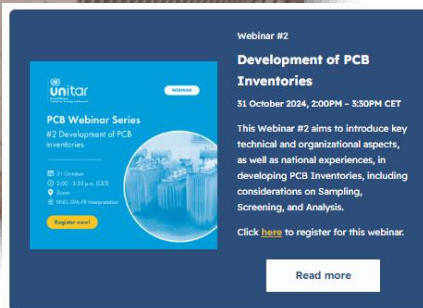 unitar
WEBINAR
PCB Webinar Series
#2 Development of PCB
inventories
31 October
2:00 - 3:30 p.m. (CET)
Zoom
ENG-SPA-FR Interpretation
Register now!
Webinar #2
Development of PCB
Inventories
31 October 2024, 2:00PM – 3:30PM CET
This Webinar #2 aims to introduce key
technical and organizational aspects,
as well as national experiences, in
developing PCB Inventories, including
considerations on Sampling,
Screening, and Analysis.
Click here to register for this webinar.
Read more